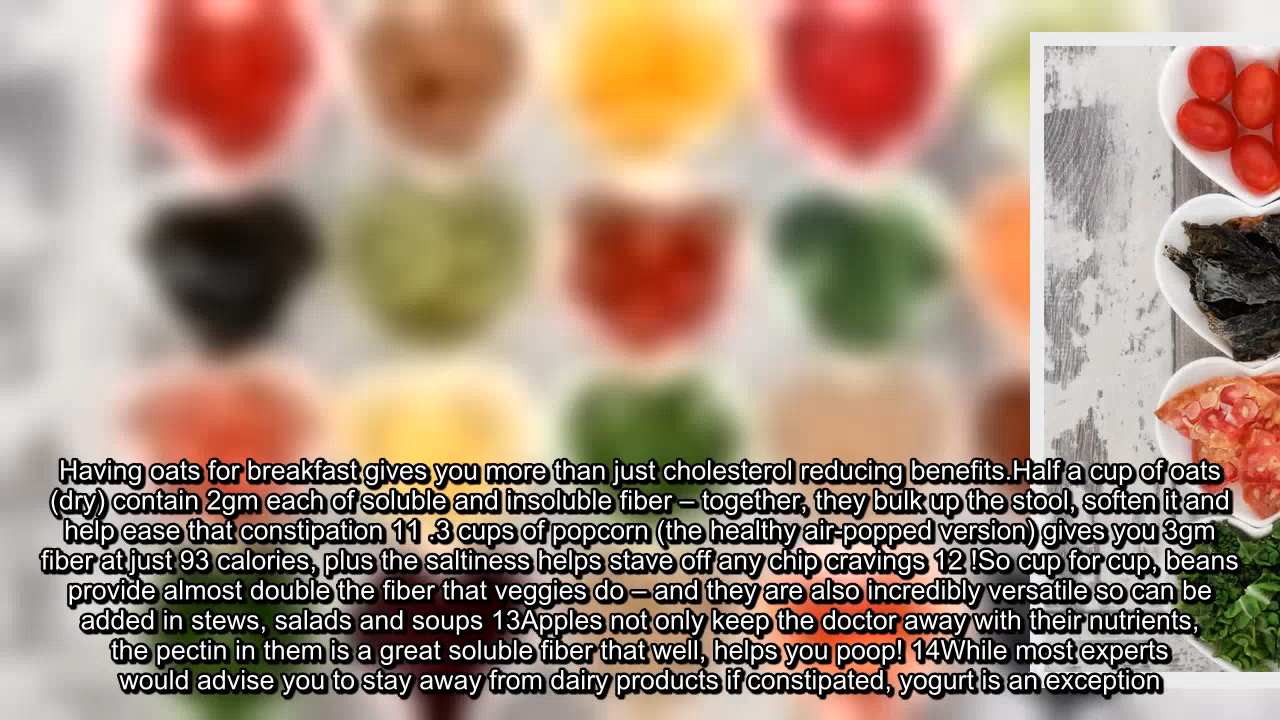 Having oats for breakfast gives you more than just cholesterol reducing benefits.Half a cup of oats
(dry) contain 2gm each of soluble and insoluble fiber – together, they bulk up the stool, soften it and
help ease that constipation 11 .3 cups of popcorn (the healthy air-popped version) gives you 3gm
fiber at just 93 calories, plus the saltiness helps stave off any chip cravings 12 !So cup for cup, beans
provide almost double the fiber that veggies do – and they are also incredibly versatile so can be
added in stews, salads and soups 13Apples not only keep the doctor away with their nutrients,
the pectin in them is a great soluble fiber that well, helps you poop! 14While most experts
would advise you to stay away from dairy products if constipated, yogurt is an exception